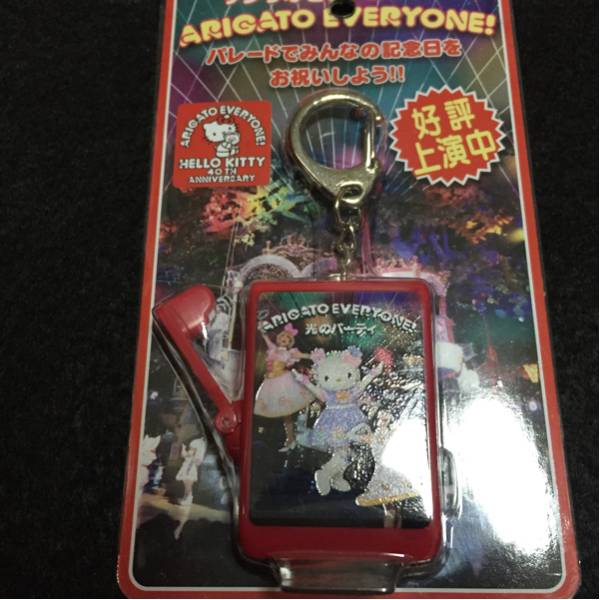 ARIGATO EVERYONE!
パレードでみんなの記念日を
お祝いしよう!!
ARIGATO EVERYONE!
HELLO KITTY
40TH
ANNIVERSARY
好評
上演中
ARIGATO EVERYONE!
光のパーティ